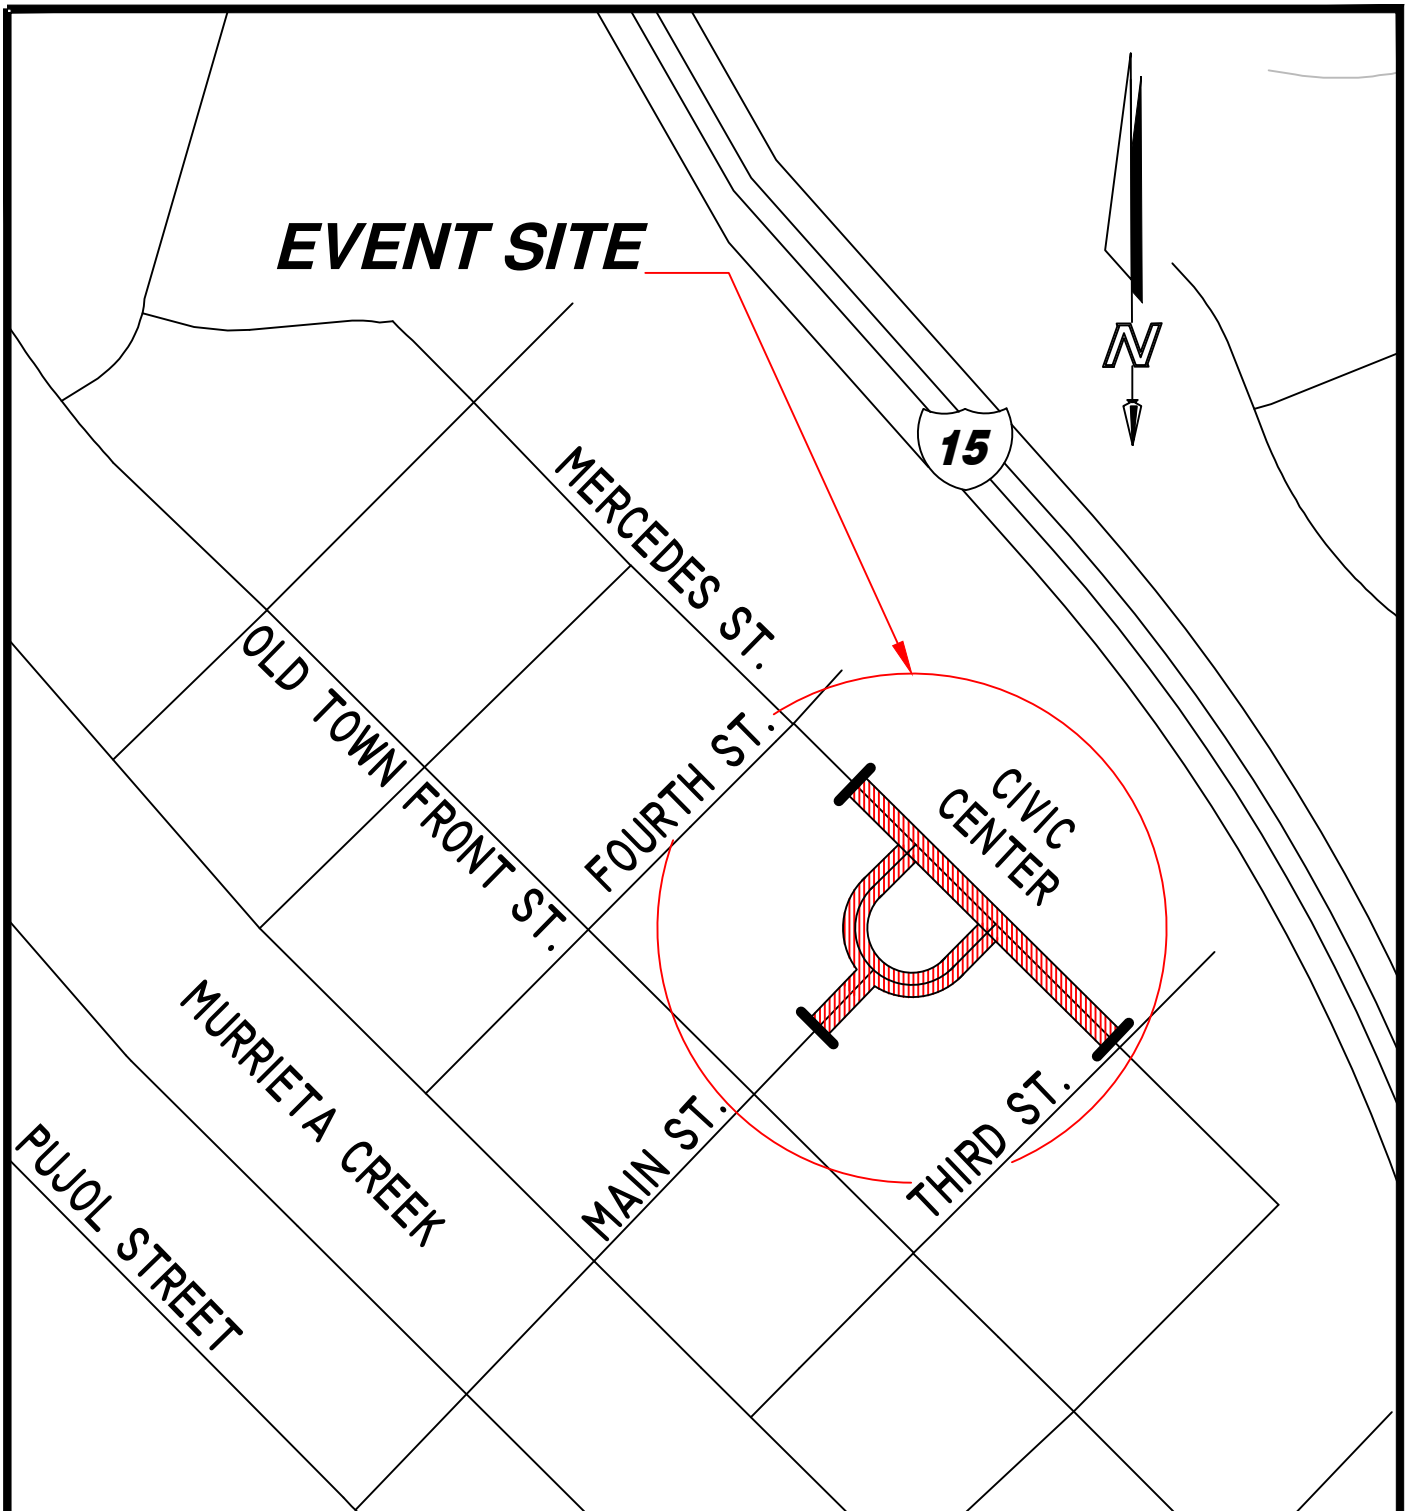 EVENT SITE
N
15
MERCEDES ST.
OLD TOWN FRONT ST.
FOURTH ST.
CIVIC
CENTER
MURRIETA CREEK
MAIN ST.
THIRD ST.
PUJOL STREET